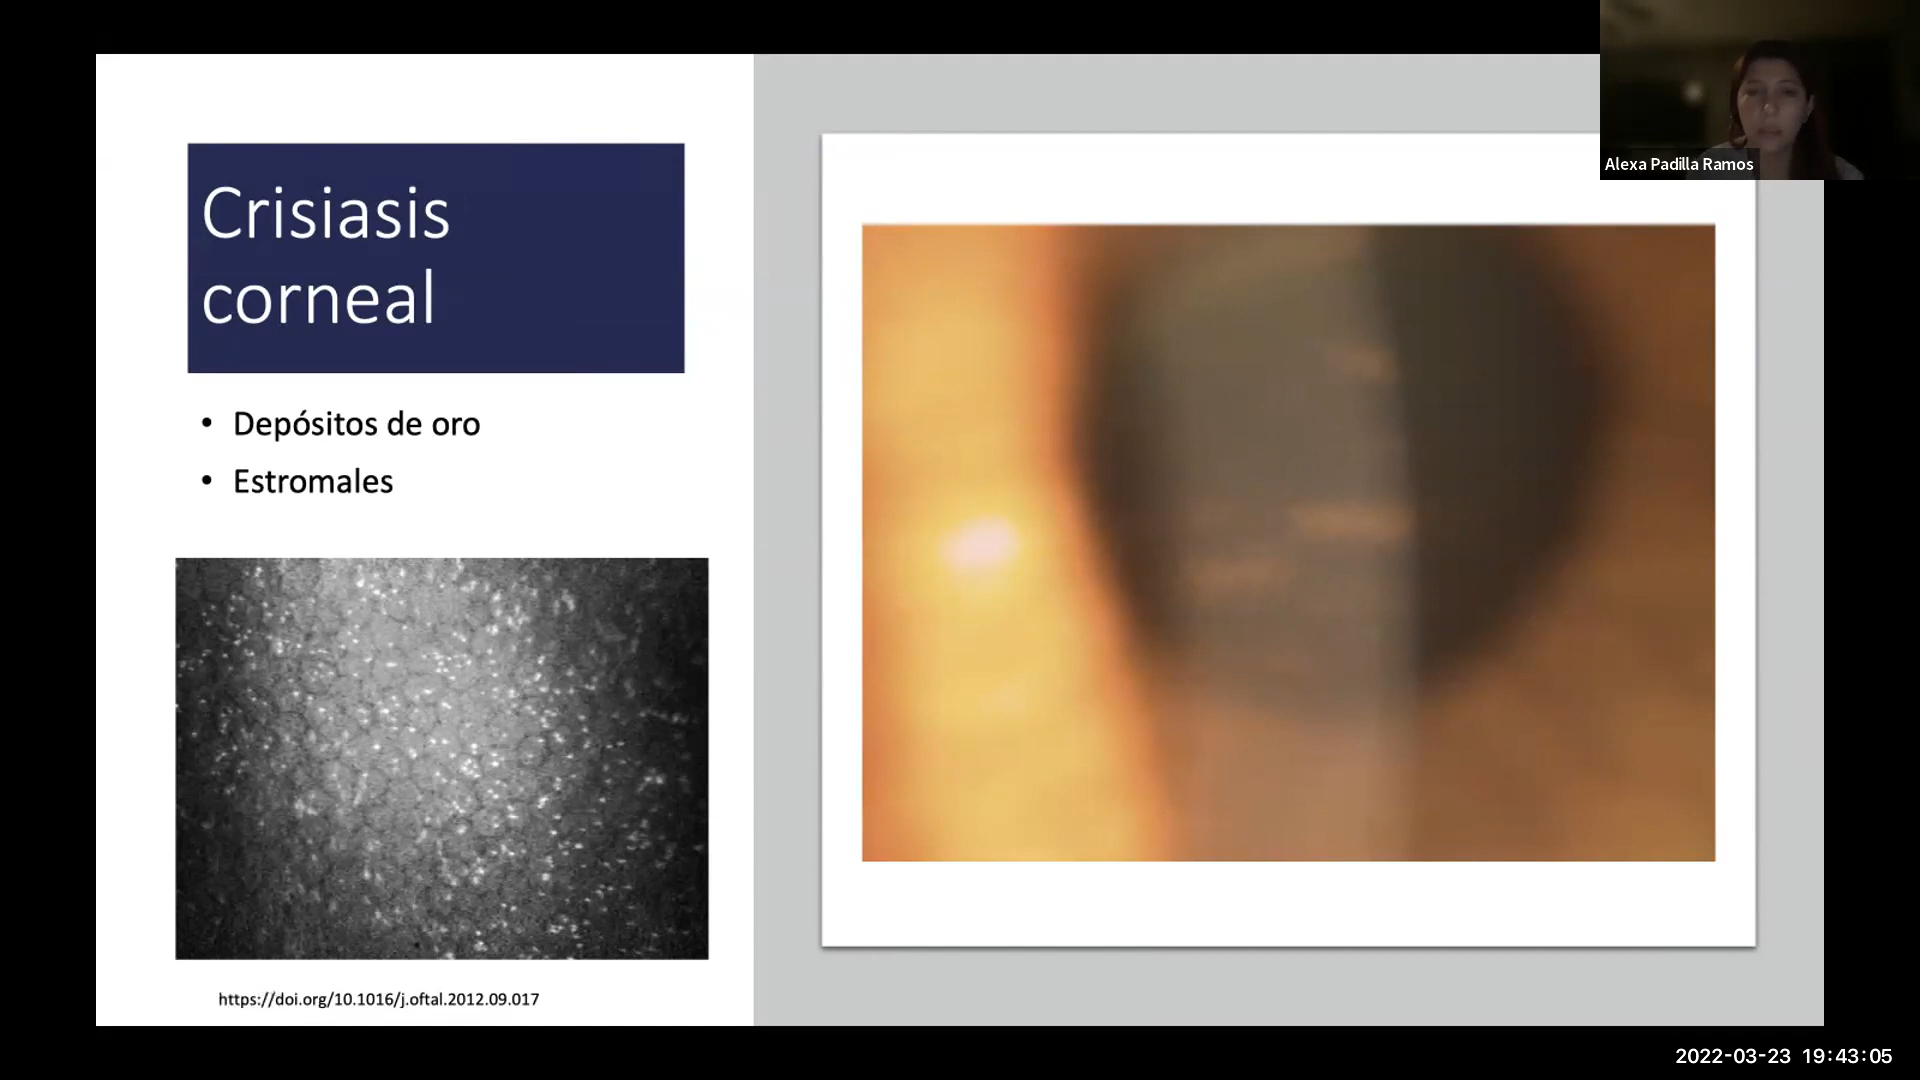 Crisiasis
corneal
• Depósitos de oro
• Estromales
https://doi.org/10.1016/j.oftal.2012.09.017
Alexa Padilla Ramos
2022-03-23 19:43:05